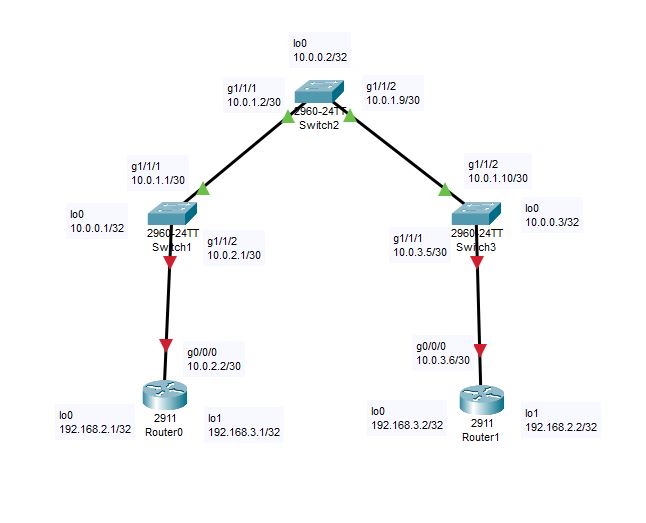 lo0
10.0.0.2/32
g1/1/1
10.0.1.2/30
g1/1/2
10.0.1.9/30
2960-24TT
Switch2
g1/1/1
10.0.1.1/30
g1/1/2
10.0.1.10/30
lo0
10.0.0.1/32
2960-24TT
Switch1
g1/1/2
10.0.2.1/30
g1/1/1
10.0.3.5/30
2960-24TT
Switch3
lo0
10.0.0.3/32
g0/0/0
10.0.2.2/30
g0/0/0
10.0.3.6/30
lo0
192.168.2.1/32
2911
Router0
lo1
192.168.3.1/32
lo0
192.168.3.2/32
2911
Router1
lo1
192.168.2.2/32